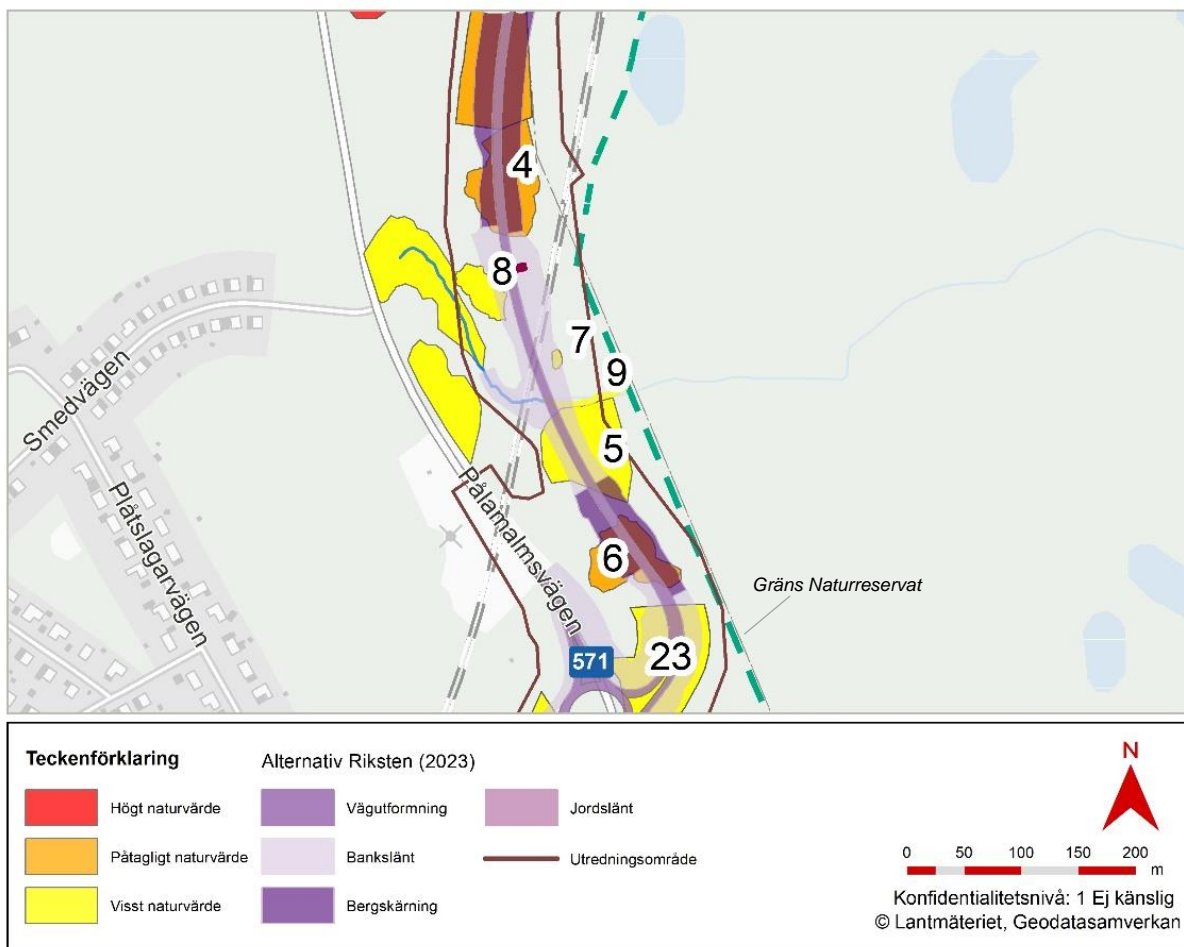 4
8
7
9
5
6
23
Smedvägen
Plåtslagarvägen
Pålamalmsvägen
571
Gräns Naturreservat
Teckenförklaring
Högt naturvärde
Påtagligt naturvärde
Visst naturvärde
Alternativ Riksten (2023)
Vägutformning
Bankslänt
Bergskärning
Jordslänt
Utredningsområde
N
0 50 100 150 200
m
Konfidentialitetsnivå: 1 Ej känslig
© Lantmäteriet, Geodatasamverkan